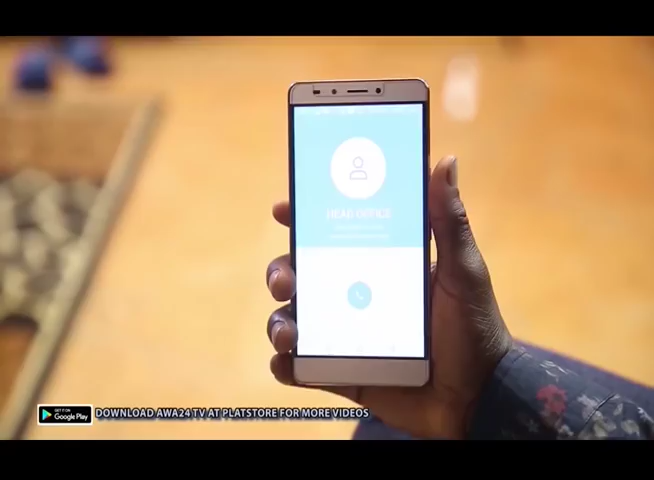 HEAD OFFICE
GET IT ON
Google Play
DOWNLOAD AWA24 TV AT PLATSTORE FOR MORE VIDEOS